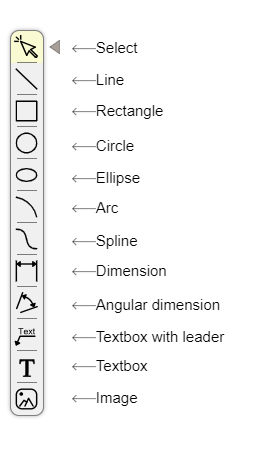 Select
Line
Rectangle
Circle
Ellipse
Arc
Spline
Dimension
Angular dimension
Text
Textbox with leader
T
Textbox
Image